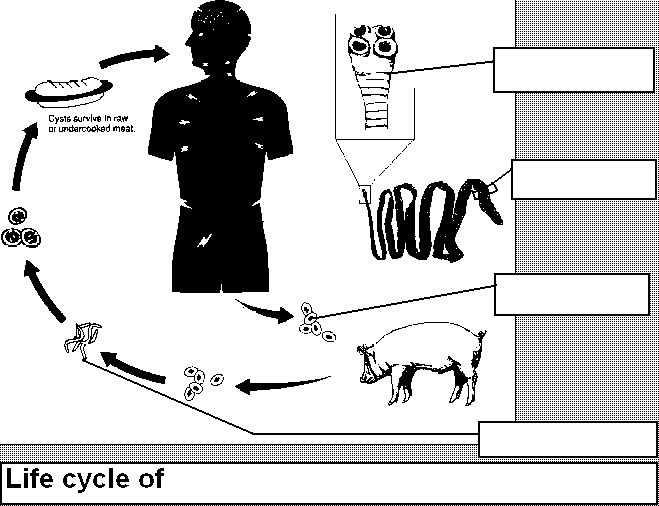 Cysts survive in raw
or undercooked meat.
Life cycle of